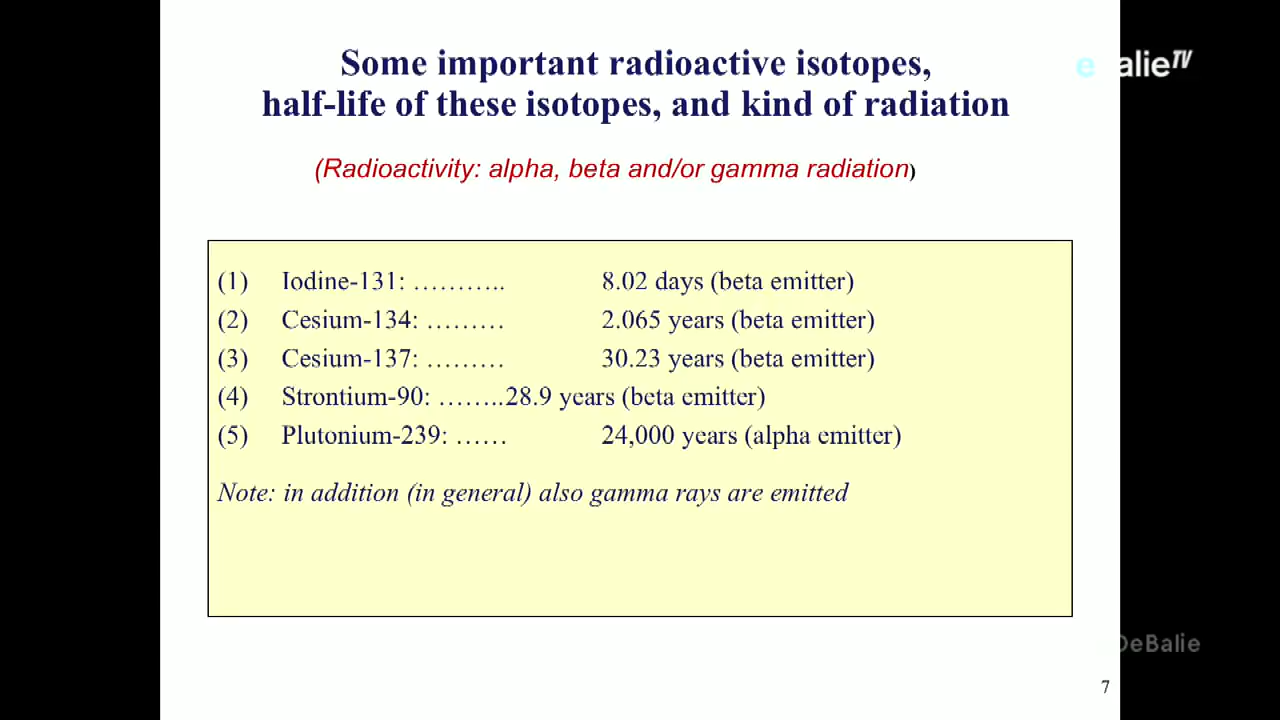 Some important radioactive isotopes,
half-life of these isotopes, and kind of radiation
(Radioactivity: alpha, beta and/or gamma radiation)
(1) Iodine-131: ……….. 8.02 days (beta emitter)
(2) Cesium-134: ……… 2.065 years (beta emitter)
(3) Cesium-137: ……… 30.23 years (beta emitter)
(4) Strontium-90: ……..28.9 years (beta emitter)
(5) Plutonium-239: …… 24,000 years (alpha emitter)
Note: in addition (in general) also gamma rays are emitted
7
eBalieTV
DeBalie